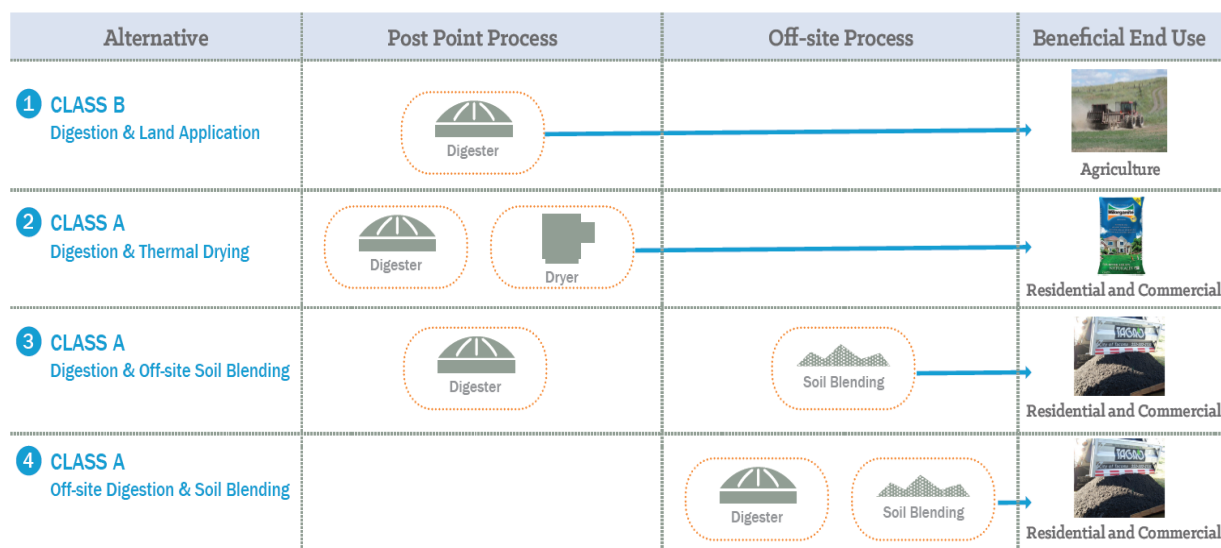 Alternative
Post Point Process
Off-site Process
Beneficial End Use
1 CLASS B
Digestion & Land Application
Digester
Agriculture
2 CLASS A
Digestion & Thermal Drying
Digester
Dryer
Residential and Commercial
3 CLASS A
Digestion & Off-site Soil Blending
Digester
Soil Blending
TAGRO
Residential and Commercial
4 CLASS A
Off-site Digestion & Soil Blending
Digester
Soil Blending
TAGRO
Residential and Commercial